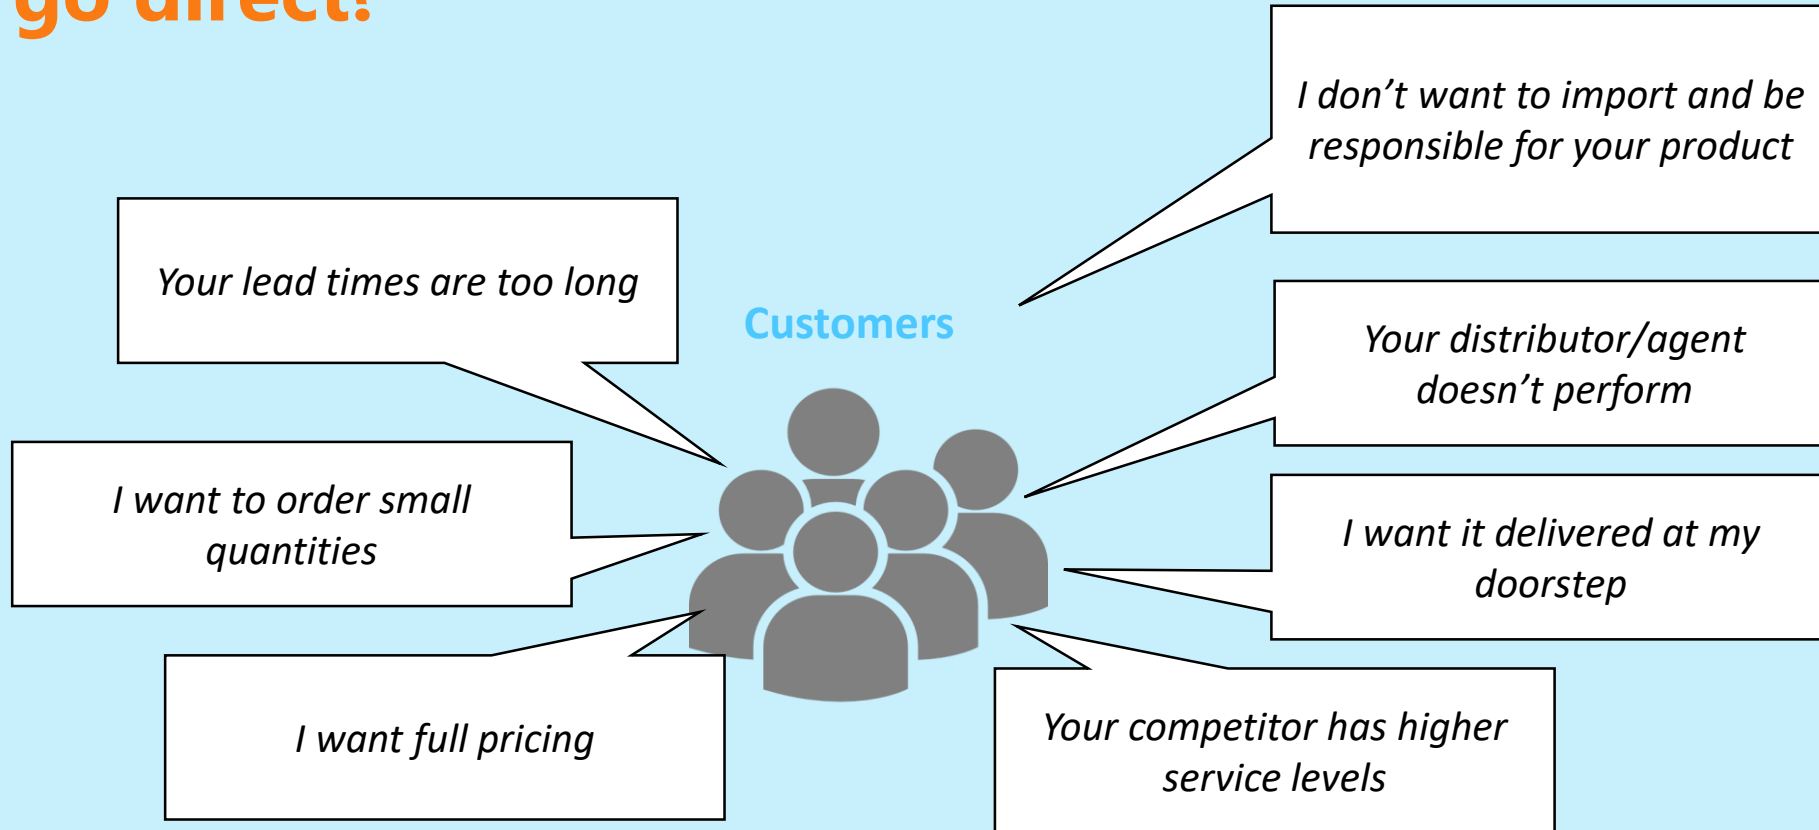 go direct!
I don’t want to import and be
responsible for your product
Your lead times are too long
Customers
Your distributor/agent
doesn’t perform
I want to order small
quantities
I want it delivered at my
doorstep
I want full pricing
Your competitor has higher
service levels